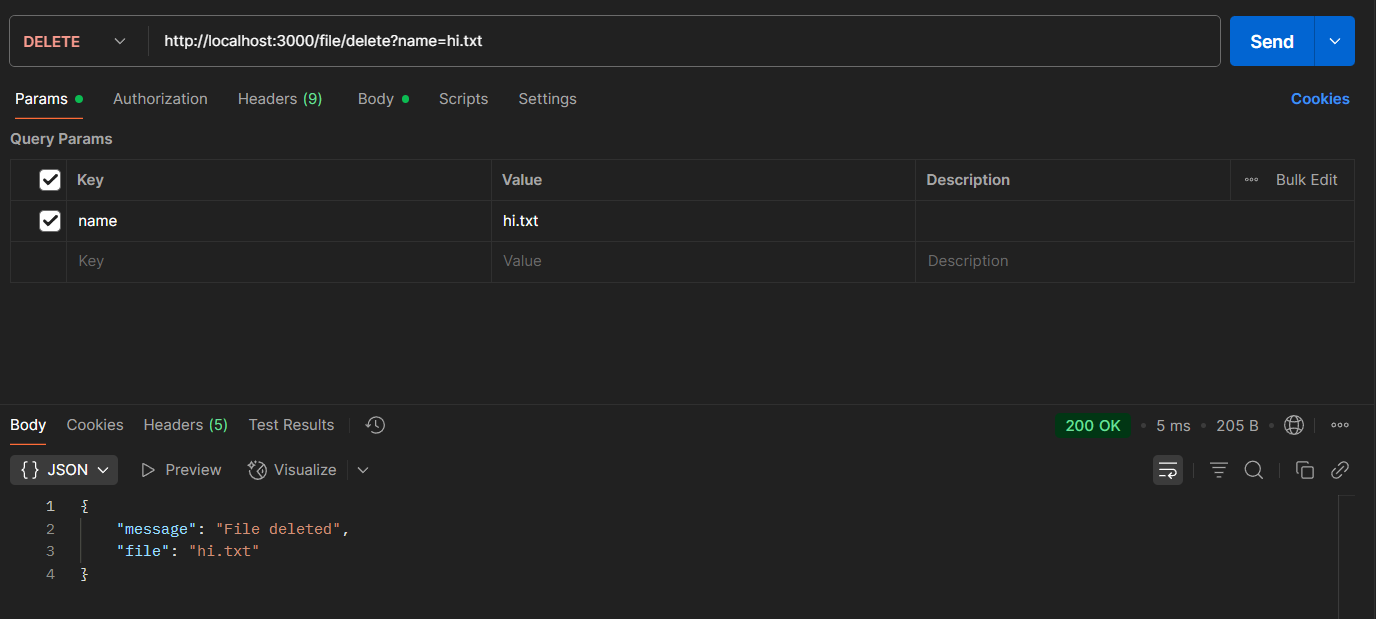 DELETE http://localhost:3000/file/delete?name=hi.txt Send
Params Authorization Headers (9) Body Scripts Settings Cookies
Query Params
Key Value Description Bulk Edit
name hi.txt
Key Value Description
Body Cookies Headers (5) Test Results 200 OK 5 ms 205 B
{} JSON Preview Visualize
1 {
2 "message": "File deleted",
3 "file": "hi.txt"
4 }